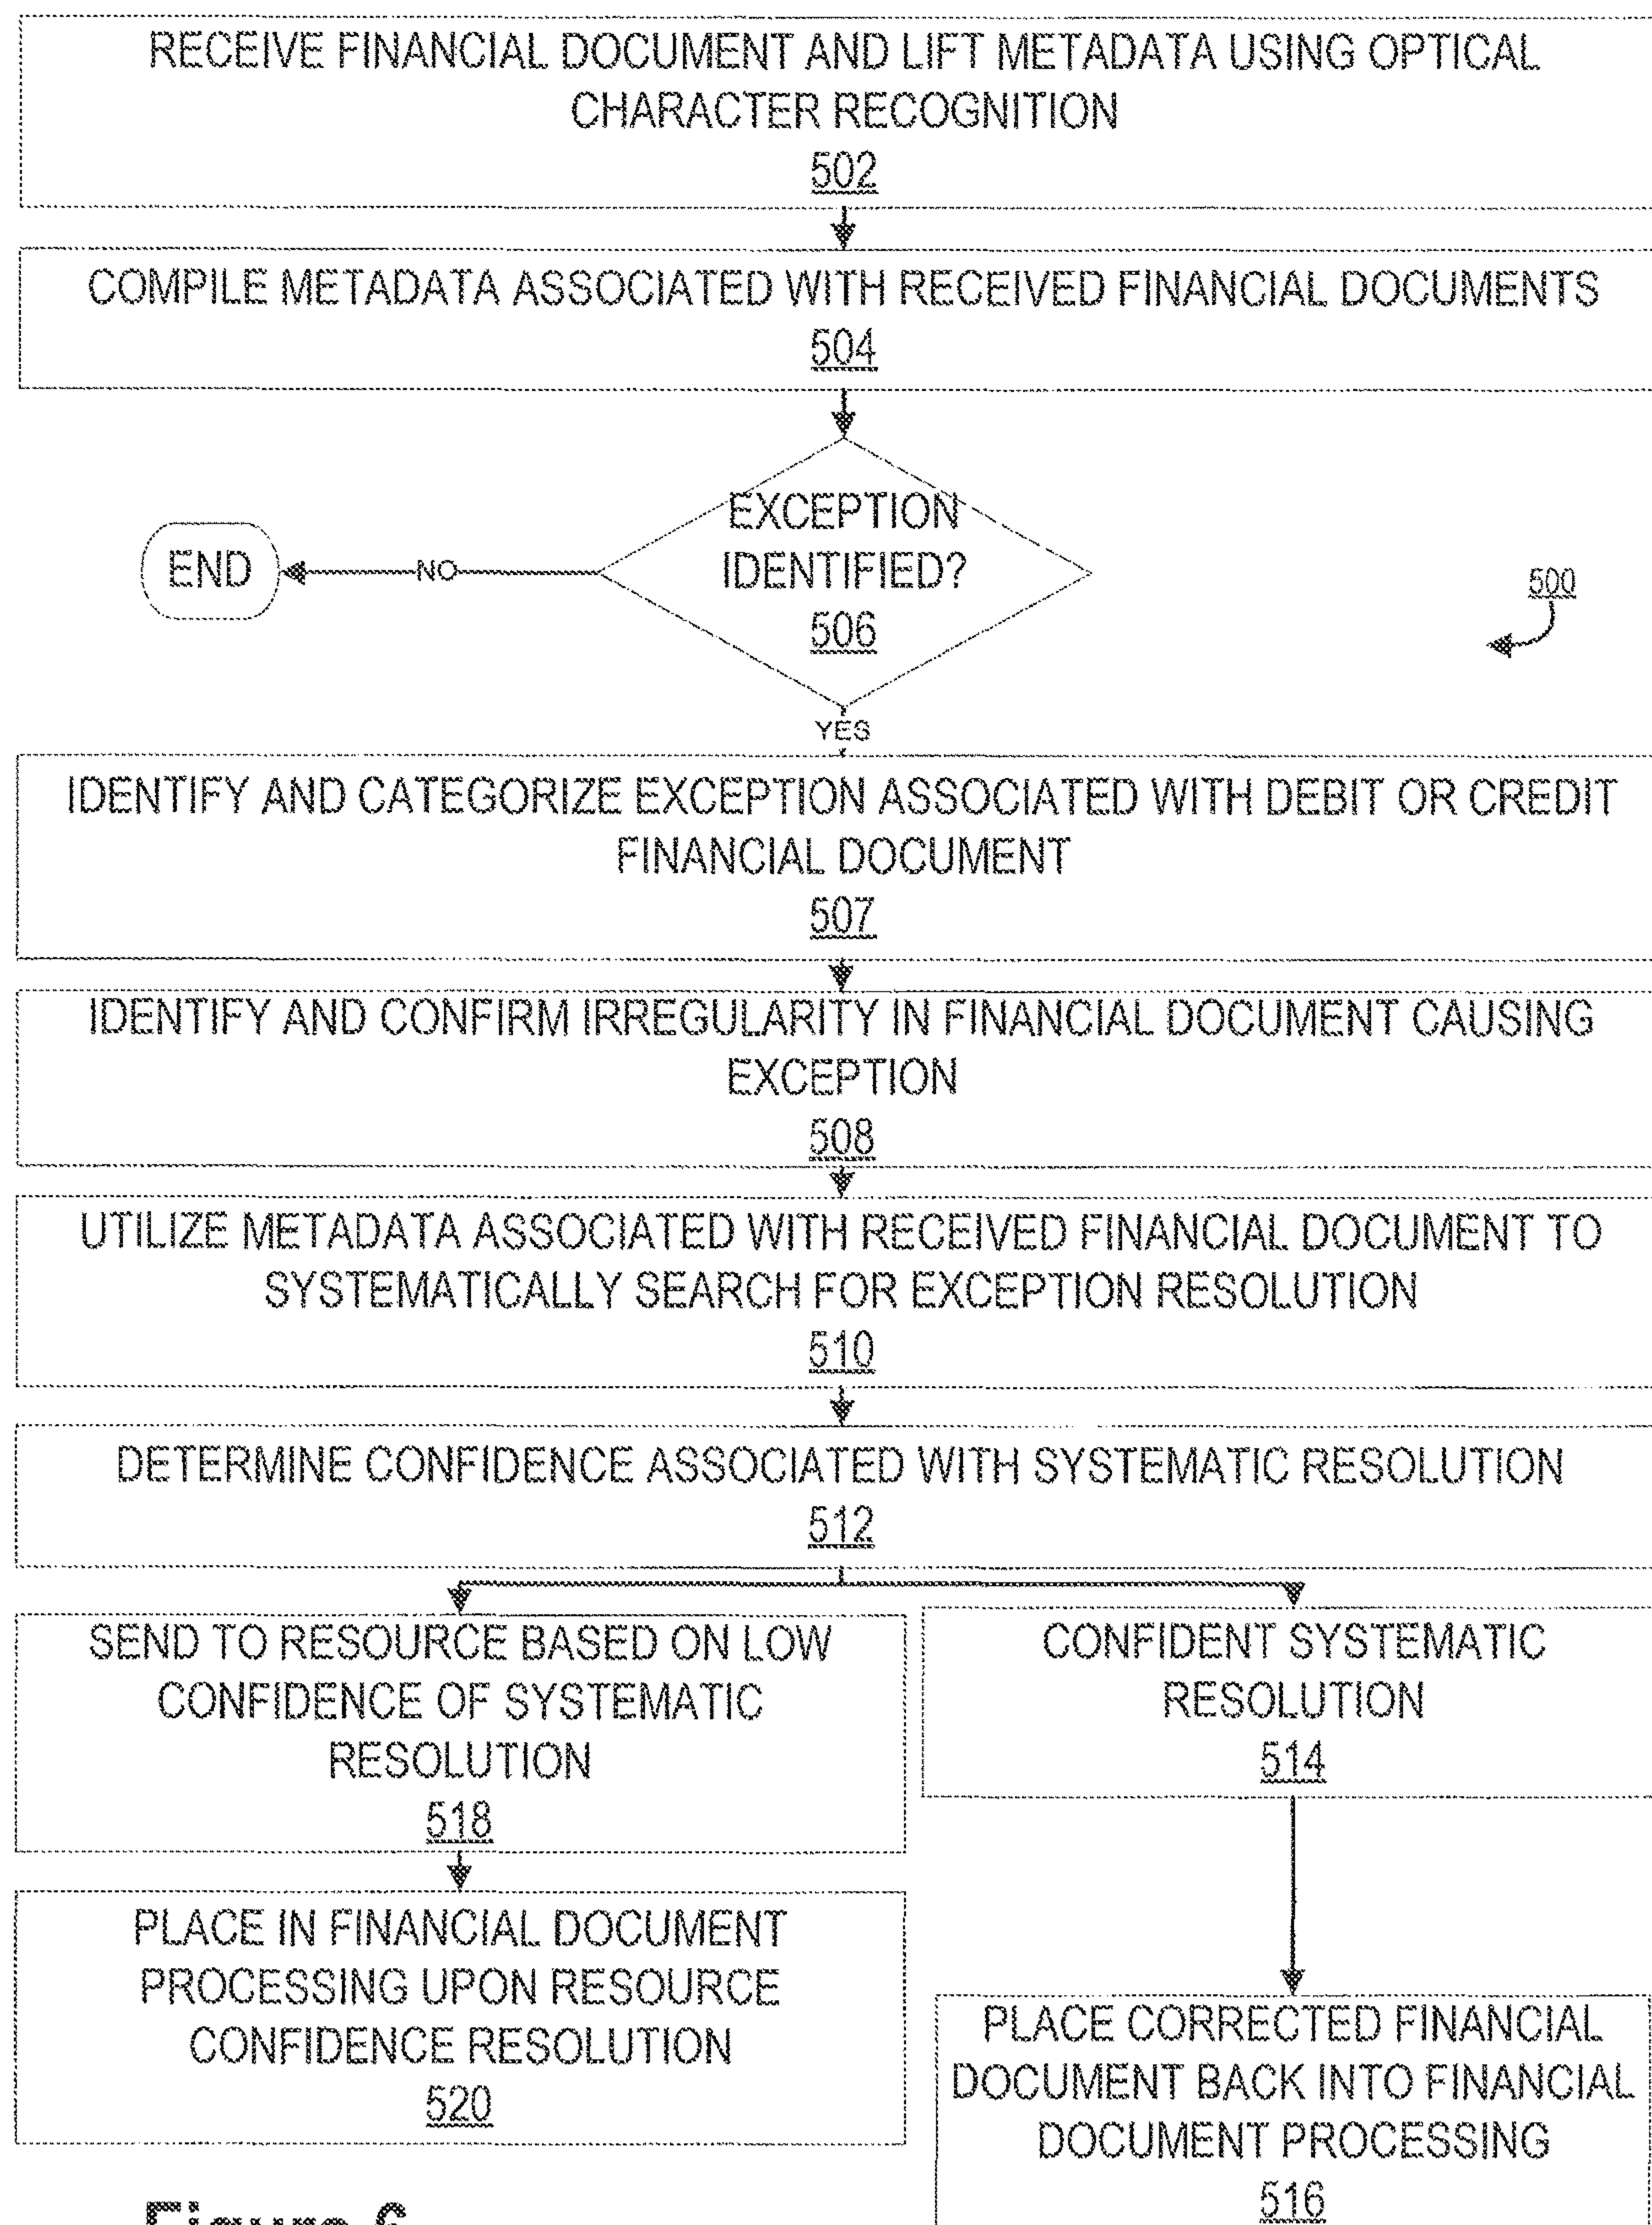 RECEIVE FINANCIAL DOCUMENT AND LIFT METADATA USING OPTICAL
CHARACTER RECOGNITION
502
COMPILE METADATA ASSOCIATED WITH RECEIVED FINANCIAL DOCUMENTS
504
EXCEPTION
IDENTIFIED?
506
NO
END
500
YES
IDENTIFY AND CATEGORIZE EXCEPTION ASSOCIATED WITH DEBIT OR CREDIT
FINANCIAL DOCUMENT
507
IDENTIFY AND CONFIRM IRREGULARITY IN FINANCIAL DOCUMENT CAUSING
EXCEPTION
508
UTILIZE METADATA ASSOCIATED WITH RECEIVED FINANCIAL DOCUMENT TO
SYSTEMATICALLY SEARCH FOR EXCEPTION RESOLUTION
510
DETERMINE CONFIDENCE ASSOCIATED WITH SYSTEMATIC RESOLUTION
512
SEND TO RESOURCE BASED ON LOW
CONFIDENCE OF SYSTEMATIC
RESOLUTION
518
CONFIDENT SYSTEMATIC
RESOLUTION
514
PLACE IN FINANCIAL DOCUMENT
PROCESSING UPON RESOURCE
CONFIDENCE RESOLUTION
520
PLACE CORRECTED FINANCIAL
DOCUMENT BACK INTO FINANCIAL
DOCUMENT PROCESSING
516
Figure